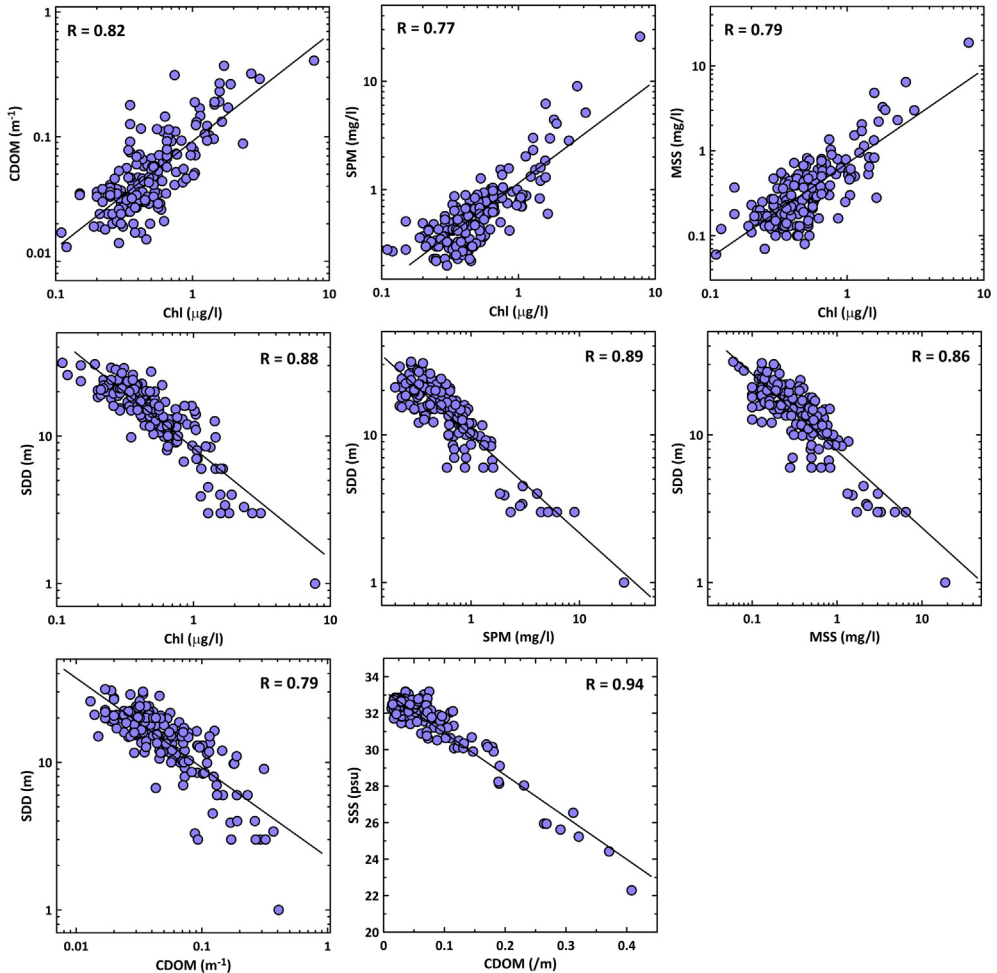 R = 0.82
CDOM (m⁻¹)
1
0.1
0.01
0.1 1 10
Chl (µg/l)
R = 0.77
SPM (mg/l)
10
1
0.1 1 10
Chl (µg/l)
R = 0.79
MSS (mg/l)
100
10
1
0.1
0.1 1 10
Chl (µg/l)
R = 0.88
SDD (m)
10
1
0.1 1 10
Chl (µg/l)
R = 0.89
SDD (m)
10
1
1 10
SPM (mg/l)
R = 0.86
SDD (m)
10
1
0.1 1 10
MSS (mg/l)
R = 0.79
SDD (m)
10
1
0.01 0.1 1
CDOM (m⁻¹)
R = 0.94
SSS (psu)
35
34
32
30
28
26
24
22
20
0 0.1 0.2 0.3 0.4
CDOM (/m)